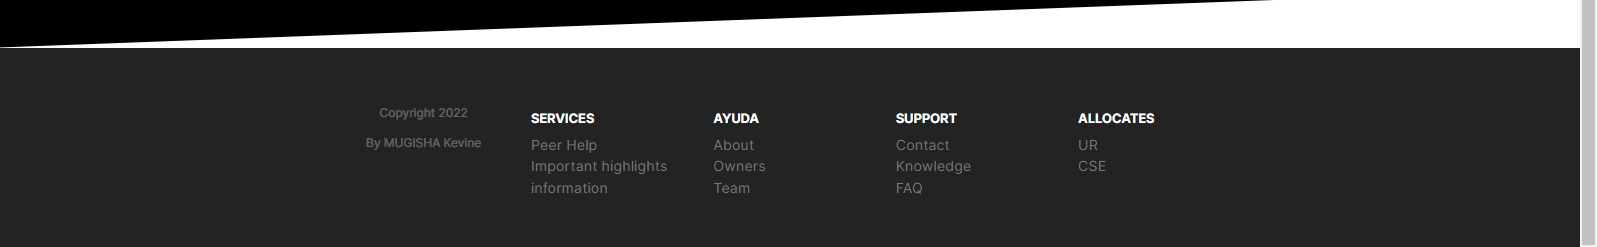 Copyright 2022
By MUGISHA Kevine
SERVICES
Peer Help
Important highlights
information
AYUDA
About
Owners
Team
SUPPORT
Contact
Knowledge
FAQ
ALLOCATES
UR
CSE